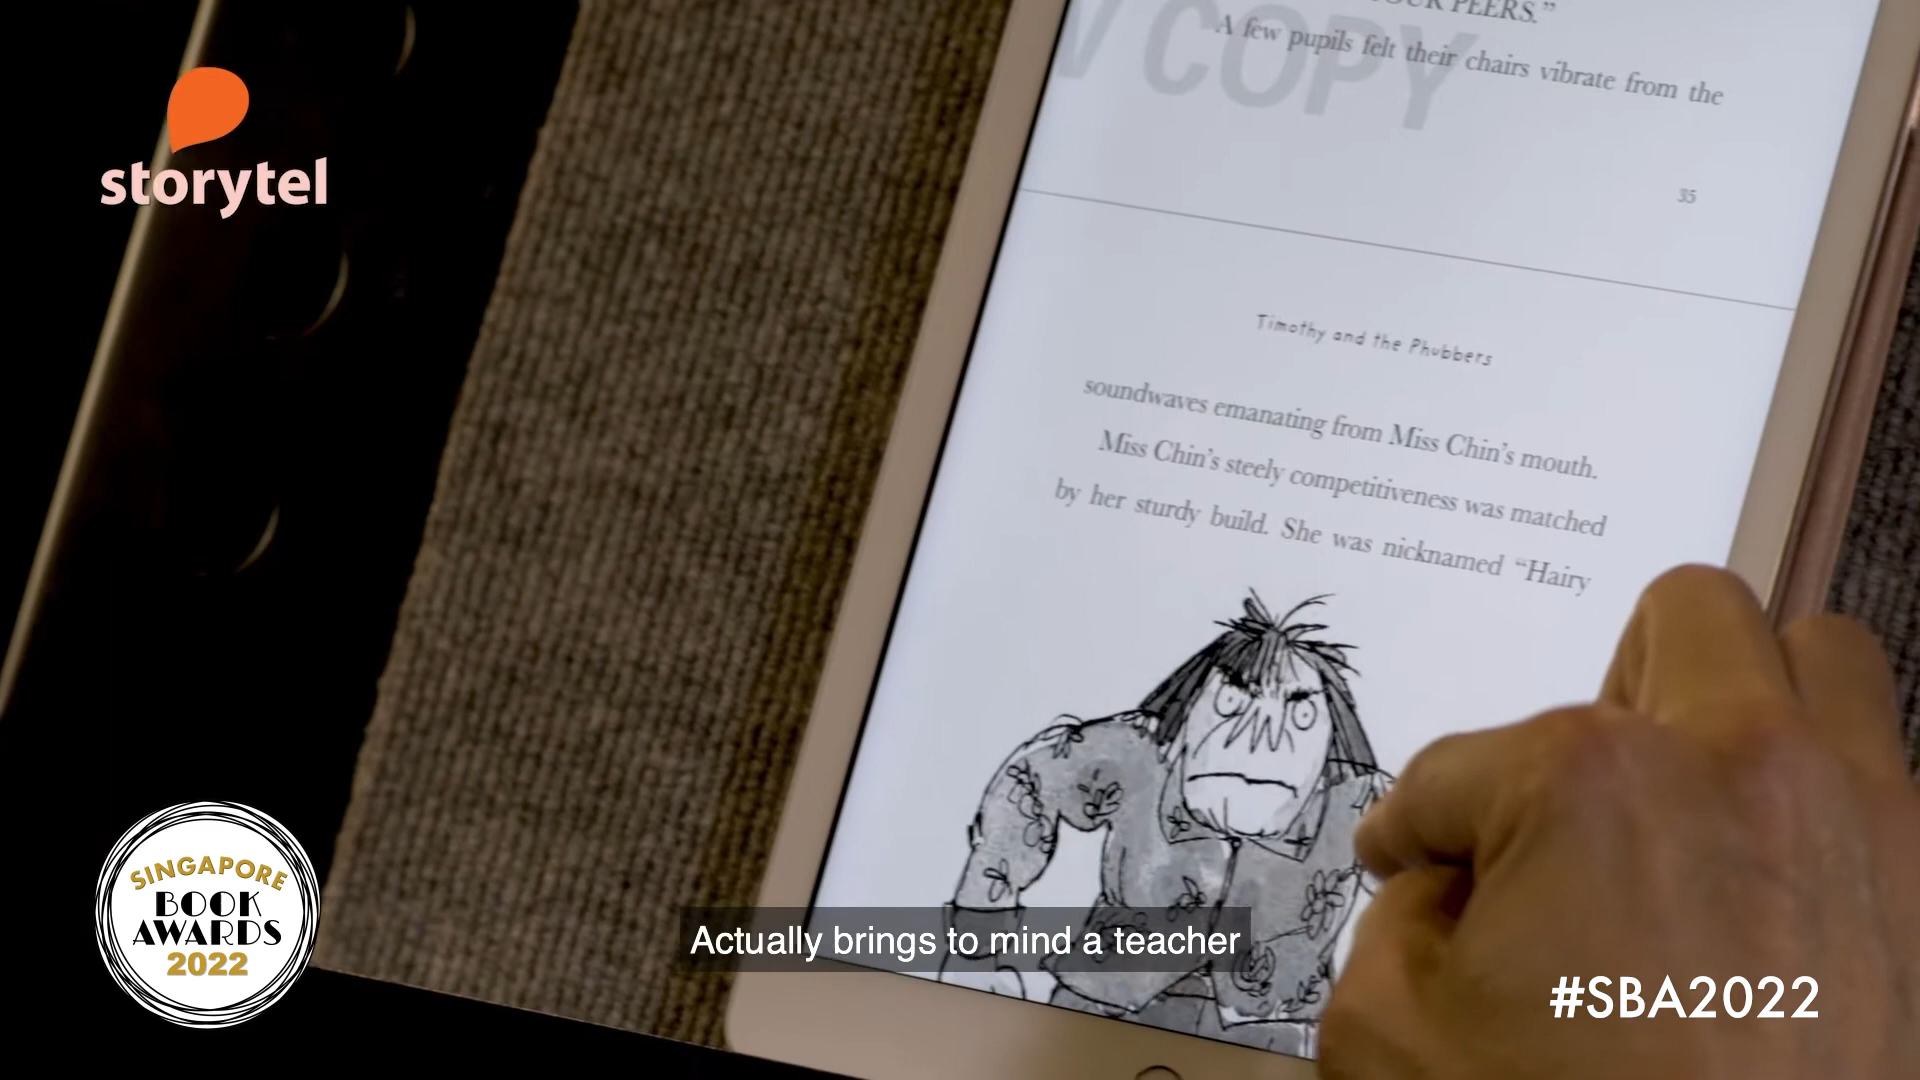 storytel
OUR PEERS."
A few pupils felt their chairs vibrate from the
COPY
35
Timothy and the Phubbers
soundwaves emanating from Miss Chin's mouth.
Miss Chin's steely competitiveness was matched
by her sturdy build. She was nicknamed "Hairy
SINGAPORE
BOOK
AWARDS
2022
Actually brings to mind a teacher
#SBA2022